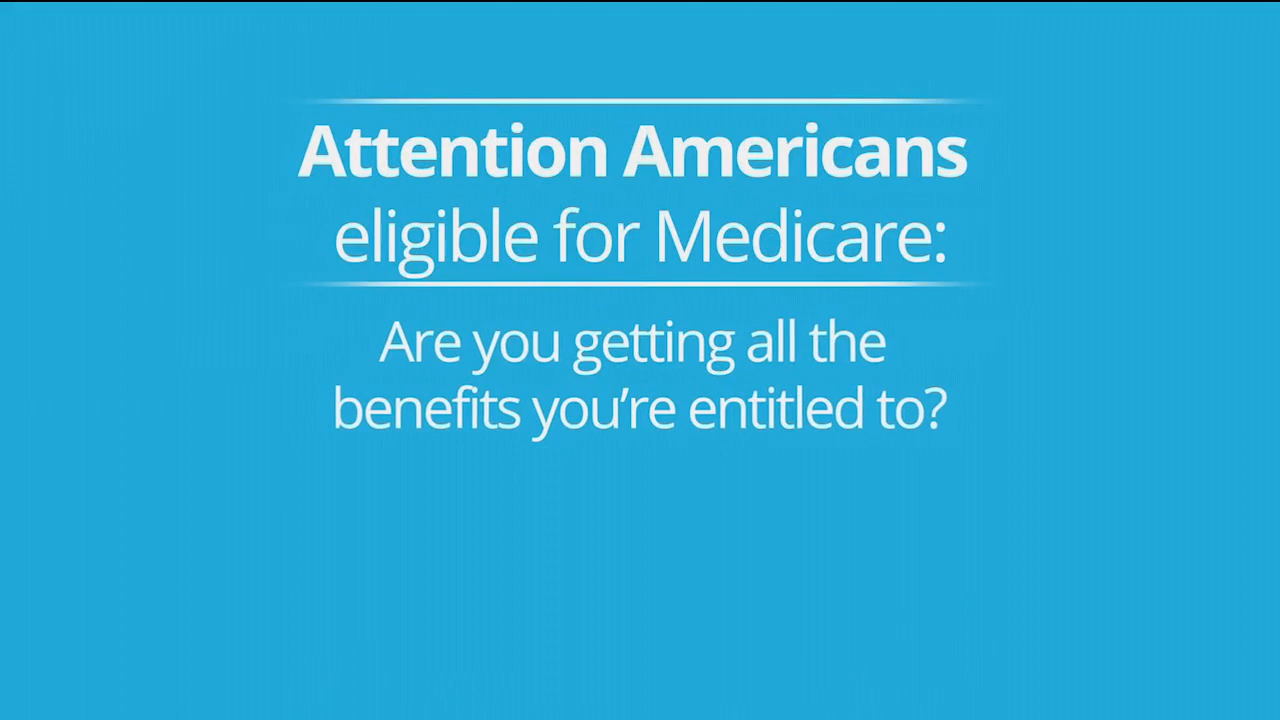 Attention Americans
eligible for Medicare:
Are you getting all the
benefits you’re entitled to?